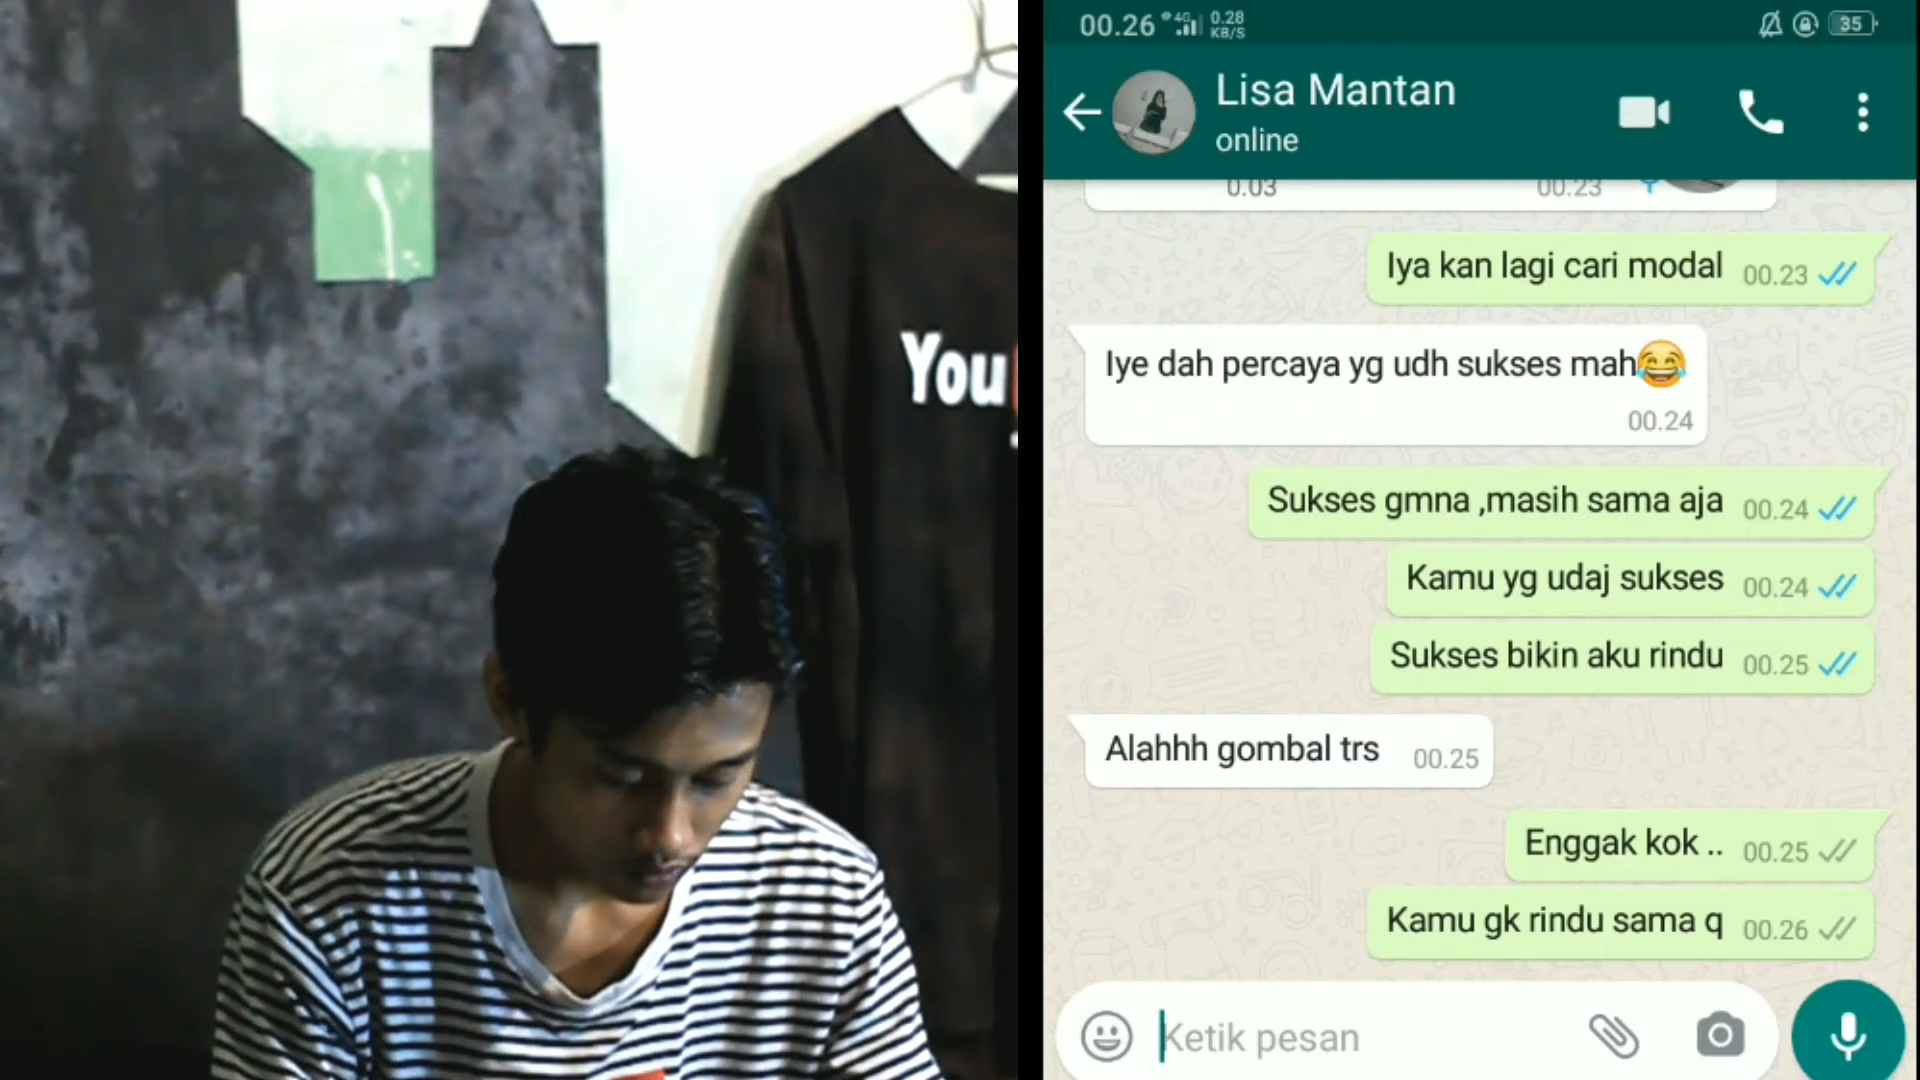 You
00.26 4G 0.28 KB/S 35
Lisa Mantan
online
0.03 00.23
Iya kan lagi cari modal 00.23
Iye dah percaya yg udh sukses mah😂
00.24
Sukses gmna ,masih sama aja 00.24
Kamu yg udaj sukses 00.24
Sukses bikin aku rindu 00.25
Alahhh gombal trs 00.25
Enggak kok .. 00.25
Kamu gk rindu sama q 00.26
Ketik pesan